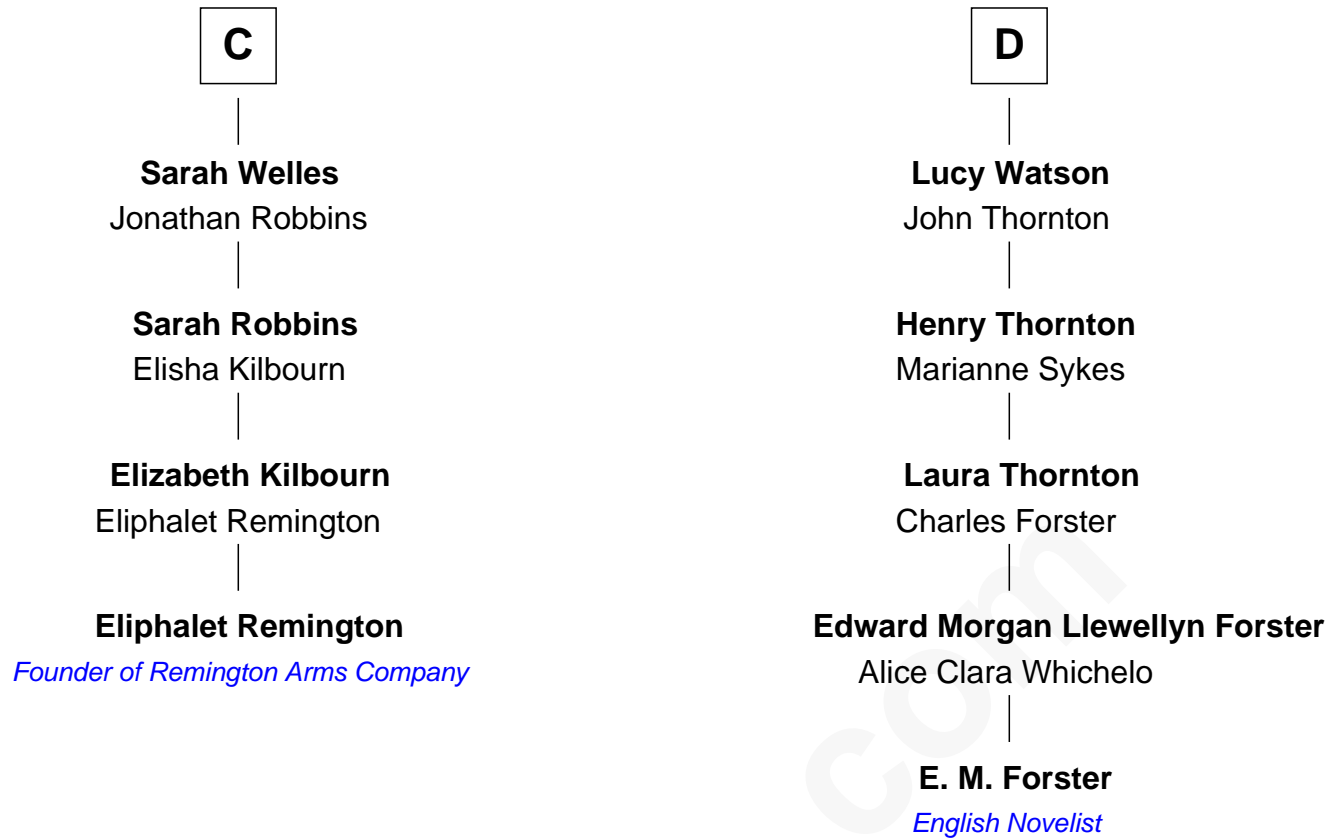 C
Sarah Welles
Jonathan Robbins
Sarah Robbins
Elisha Kilbourn
Elizabeth Kilbourn
Eliphalet Remington
Eliphalet Remington
Founder of Remington Arms Company
D
Lucy Watson
John Thornton
Henry Thornton
Marianne Sykes
Laura Thornton
Charles Forster
Edward Morgan Llewellyn Forster
Alice Clara Whichelo
E. M. Forster
English Novelist
com